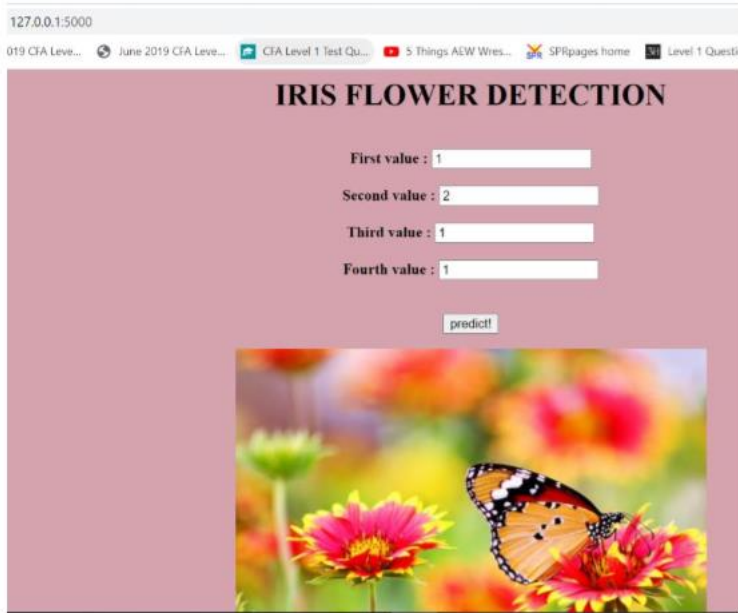 127.0.0.1:5000
019 CFA Leve... June 2019 CFA Leve... CFA Level 1 Test Qu... 5 Things AEW Wres... SPRpages home Level 1 Questi
IRIS FLOWER DETECTION
First value : 1
Second value : 2
Third value : 1
Fourth value : 1
predict!